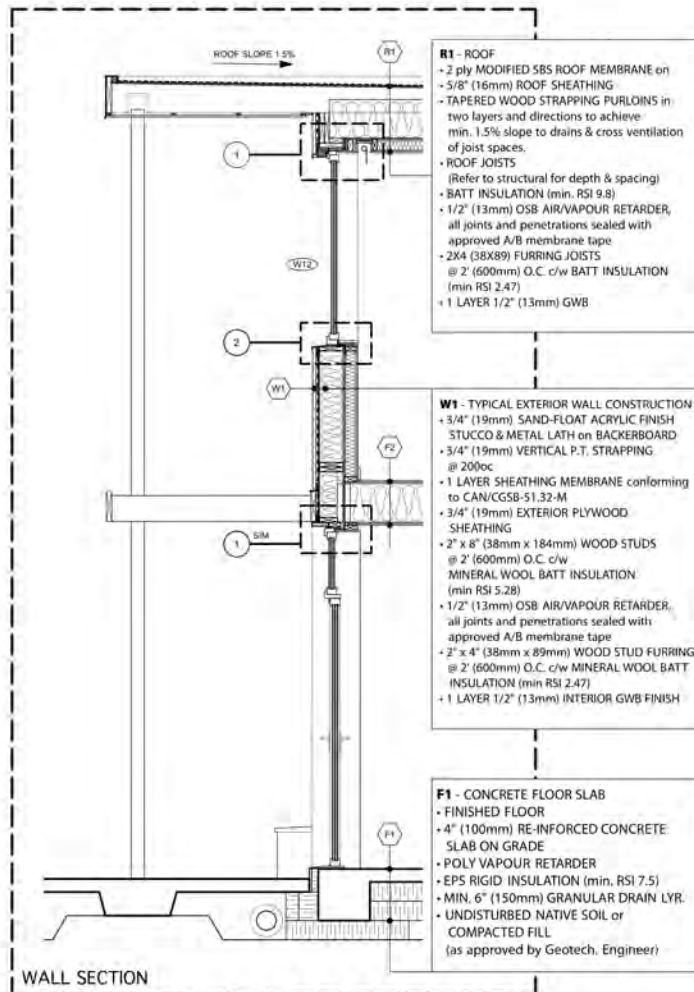 ROOF SLOPE 1.5%
R1
R1 - ROOF
• 2 ply MODIFIED SBS ROOF MEMBRANE on
• 5/8" (16mm) ROOF SHEATHING
• TAPERED WOOD STRAPPING PURLOINS in
two layers and directions to achieve
min. 1.5% slope to drains & cross ventilation
of joist spaces.
• ROOF JOISTS
(Refer to structural for depth & spacing)
• BATT INSULATION (min. RSI 9.8)
• 1/2" (13mm) OSB AIR/VAPOUR RETARDER,
all joints and penetrations sealed with
approved A/B membrane tape
• 2X4 (38X89) FURRING JOISTS
@ 2' (600mm) O.C. c/w BATT INSULATION
(min RSI 2.47)
• 1 LAYER 1/2" (13mm) GWB
1
W12
2
W1
F2
1 SIM
W1 - TYPICAL EXTERIOR WALL CONSTRUCTION
• 3/4" (19mm) SAND-FLOAT ACRYLIC FINISH
STUCCO & METAL LATH on BACKERBOARD
• 3/4" (19mm) VERTICAL P.T. STRAPPING
@ 200oc
• 1 LAYER SHEATHING MEMBRANE conforming
to CAN/CGSB-51.32-M
• 3/4" (19mm) EXTERIOR PLYWOOD
SHEATHING
• 2" x 8" (38mm x 184mm) WOOD STUDS
@ 2' (600mm) O.C. c/w
MINERAL WOOL BATT INSULATION
(min RSI 5.28)
• 1/2" (13mm) OSB AIR/VAPOUR RETARDER,
all joints and penetrations sealed with
approved A/B membrane tape
• 2" x 4" (38mm x 89mm) WOOD STUD FURRING
@ 2' (600mm) O.C. c/w MINERAL WOOL BATT
INSULATION (min RSI 2.47)
• 1 LAYER 1/2" (13mm) INTERIOR GWB FINISH
F1
F1 - CONCRETE FLOOR SLAB
• FINISHED FLOOR
• 4" (100mm) RE-INFORCED CONCRETE
SLAB ON GRADE
• POLY VAPOUR RETARDER
• EPS RIGID INSULATION (min. RSI 7.5)
• MIN. 6" (150mm) GRANULAR DRAIN LYR.
• UNDISTURBED NATIVE SOIL or
COMPACTED FILL
(as approved by Geotech. Engineer)
WALL SECTION